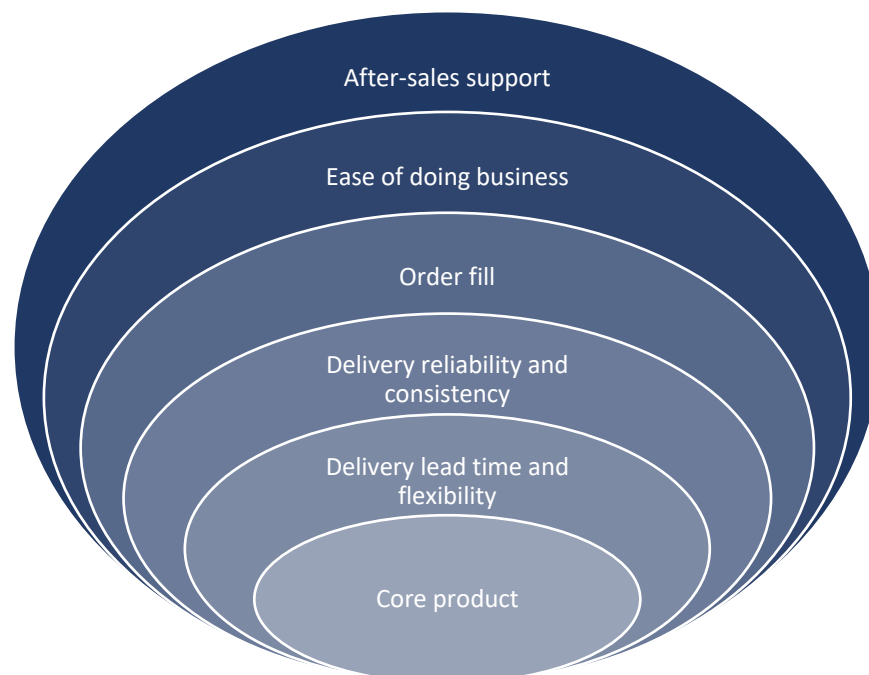 After-sales support
Ease of doing business
Order fill
Delivery reliability and
consistency
Delivery lead time and
flexibility
Core product